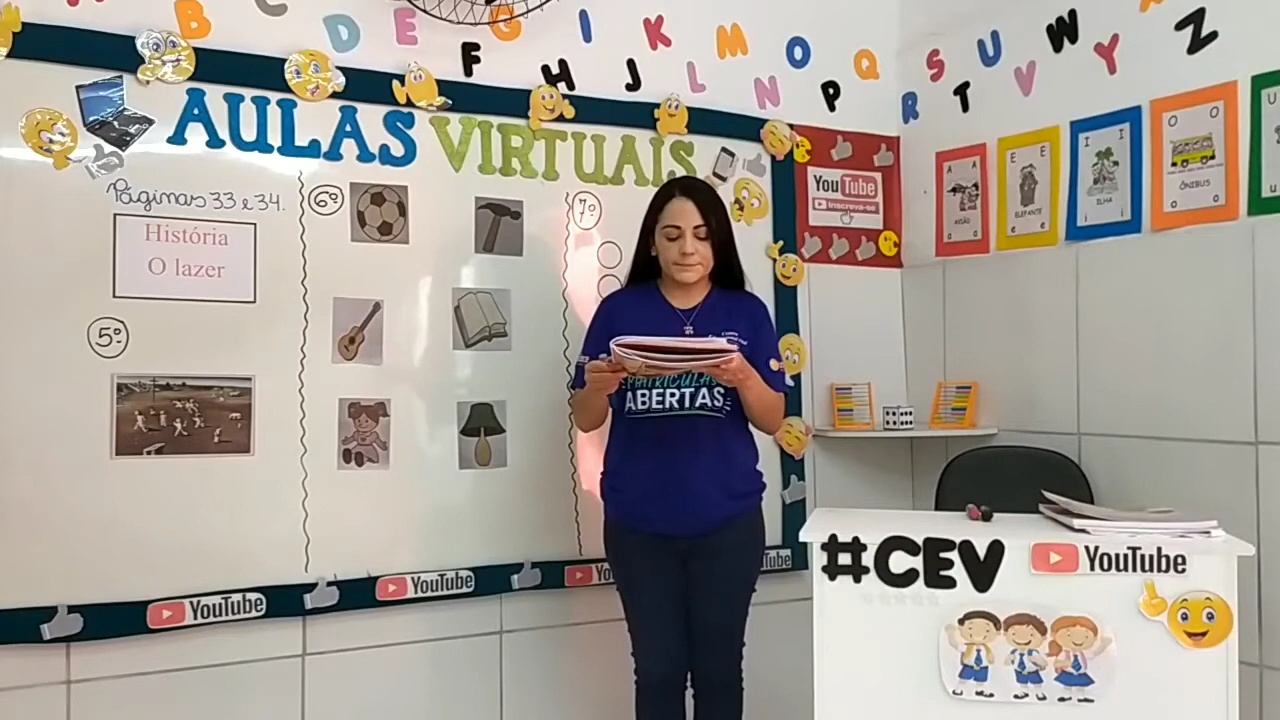 B D E F G H I J K L M N O P Q R S T U V W X Y Z
AULAS VIRTUAIS
Páginas 33 e 34.
História
O lazer
5º
6º
7º
YouTube
Inscreva-se
A A
AVIÃO
a a
E E
ELEFANTE
e e
I I
ILHA
i i
O O
ÔNIBUS
o o
U
u
MATRÍCULAS
ABERTAS
YouTube
YouTube
YouTube
#CEV
YouTube